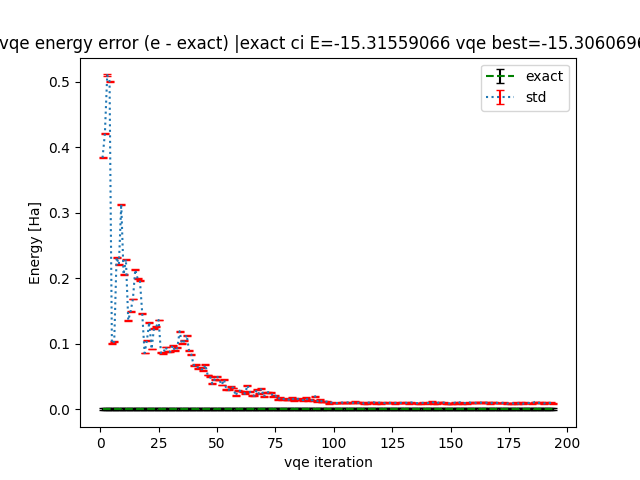 vqe energy error (e - exact) |exact ci E=-15.31559066 vqe best=-15.3060696
exact
std
Energy [Ha]
0.5
0.4
0.3
0.2
0.1
0.0
0 25 50 75 100 125 150 175 200
vqe iteration